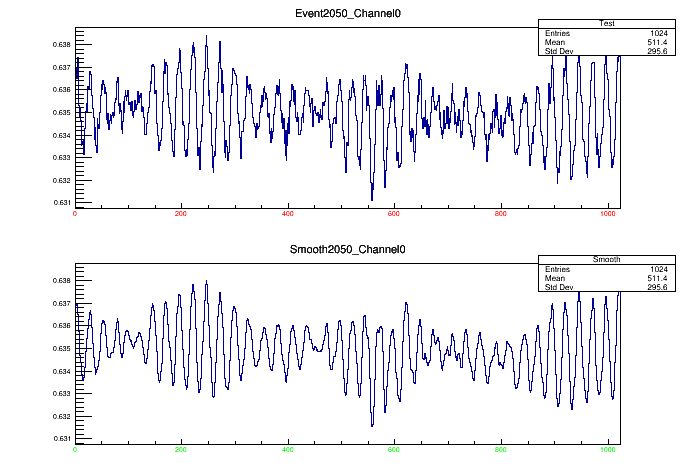 Event2050_Channel0
Test
Entries 1024
Mean 511.4
Std Dev 295.6
0.638
0.637
0.636
0.635
0.634
0.633
0.632
0.631
0 200 400 600 800 1000
Smooth2050_Channel0
Smooth
Entries 1024
Mean 511.4
Std Dev 295.6
0.638
0.637
0.636
0.635
0.634
0.633
0.632
0.631
0 200 400 600 800 1000